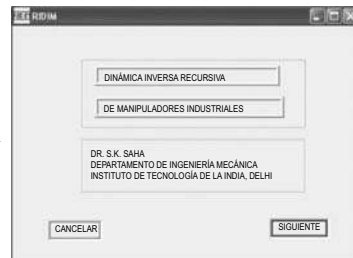 RIDIM
DINÁMICA INVERSA RECURSIVA
DE MANIPULADORES INDUSTRIALES
DR. S.K. SAHA
DEPARTAMENTO DE INGENIERÍA MECÁNICA
INSTITUTO DE TECNOLOGÍA DE LA INDIA, DELHI
CANCELAR
SIGUIENTE